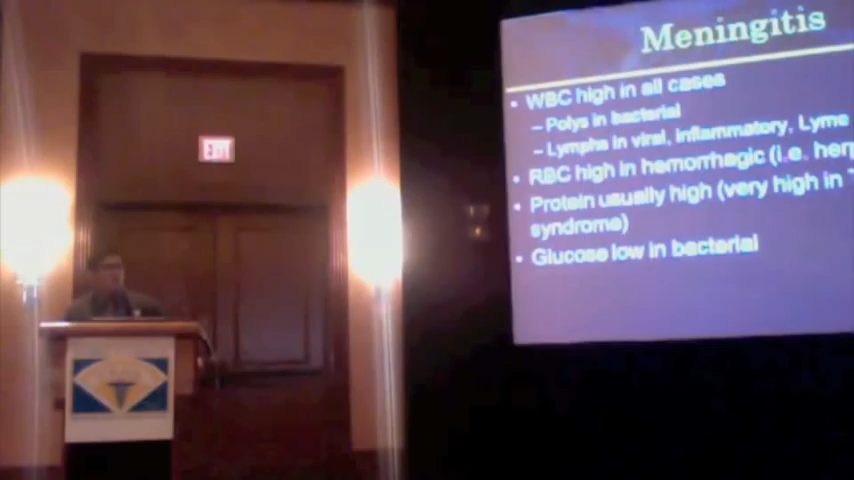 EXIT
Meningitis
• WBC high in all cases
– Polys in bacterial
– Lymphs in viral, inflammatory, Lyme
• RBC high in hemorrhagic (i.e. her
• Protein usually high (very high in
syndrome)
• Glucose low in bacterial